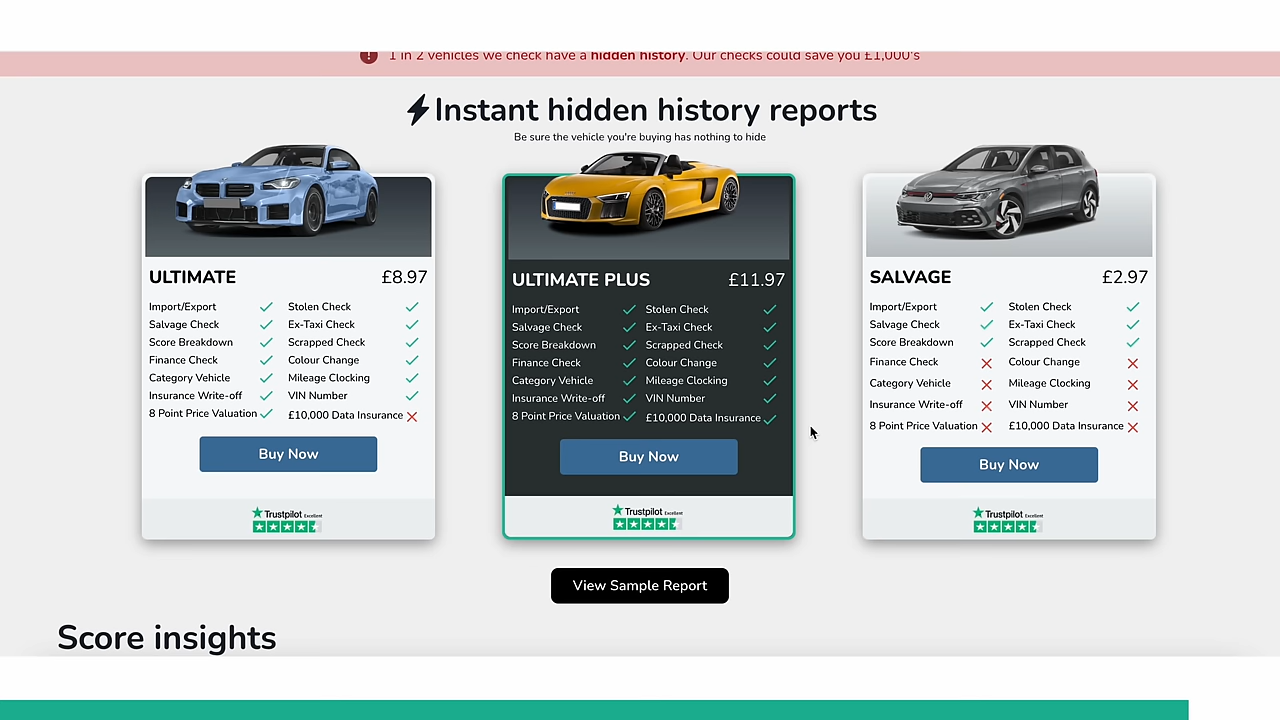 1 in 2 vehicles we check have a hidden history. Our checks could save you £1,000's
Instant hidden history reports
Be sure the vehicle you're buying has nothing to hide
ULTIMATE £8.97
Import/Export Stolen Check
Salvage Check Ex-Taxi Check
Score Breakdown Scrapped Check
Finance Check Colour Change
Category Vehicle Mileage Clocking
Insurance Write-off VIN Number
8 Point Price Valuation £10,000 Data Insurance
Buy Now
Trustpilot Excellent
ULTIMATE PLUS £11.97
Import/Export Stolen Check
Salvage Check Ex-Taxi Check
Score Breakdown Scrapped Check
Finance Check Colour Change
Category Vehicle Mileage Clocking
Insurance Write-off VIN Number
8 Point Price Valuation £10,000 Data Insurance
Buy Now
Trustpilot Excellent
SALVAGE £2.97
Import/Export Stolen Check
Salvage Check Ex-Taxi Check
Score Breakdown Scrapped Check
Finance Check Colour Change
Category Vehicle Mileage Clocking
Insurance Write-off VIN Number
8 Point Price Valuation £10,000 Data Insurance
Buy Now
Trustpilot Excellent
View Sample Report
Score insights